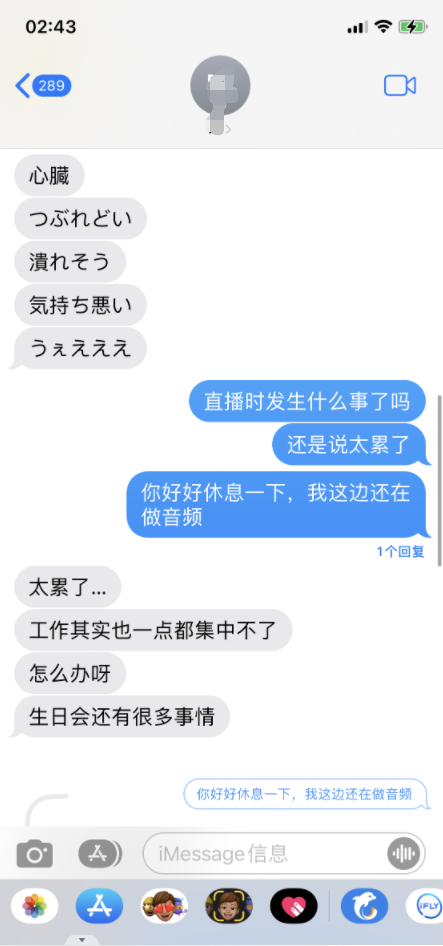 02:43
289
心臓
つぶれどい
潰れそう
気持ち悪い
うぇえええ
直播时发生什么事了吗
还是说太累了
你好好休息一下，我这边还在
做音频
1个回复
太累了...
工作其实也一点都集中不了
怎么办呀
生日会还有很多事情
你好好休息一下，我这边还在做音频
iMessage信息
iFLY